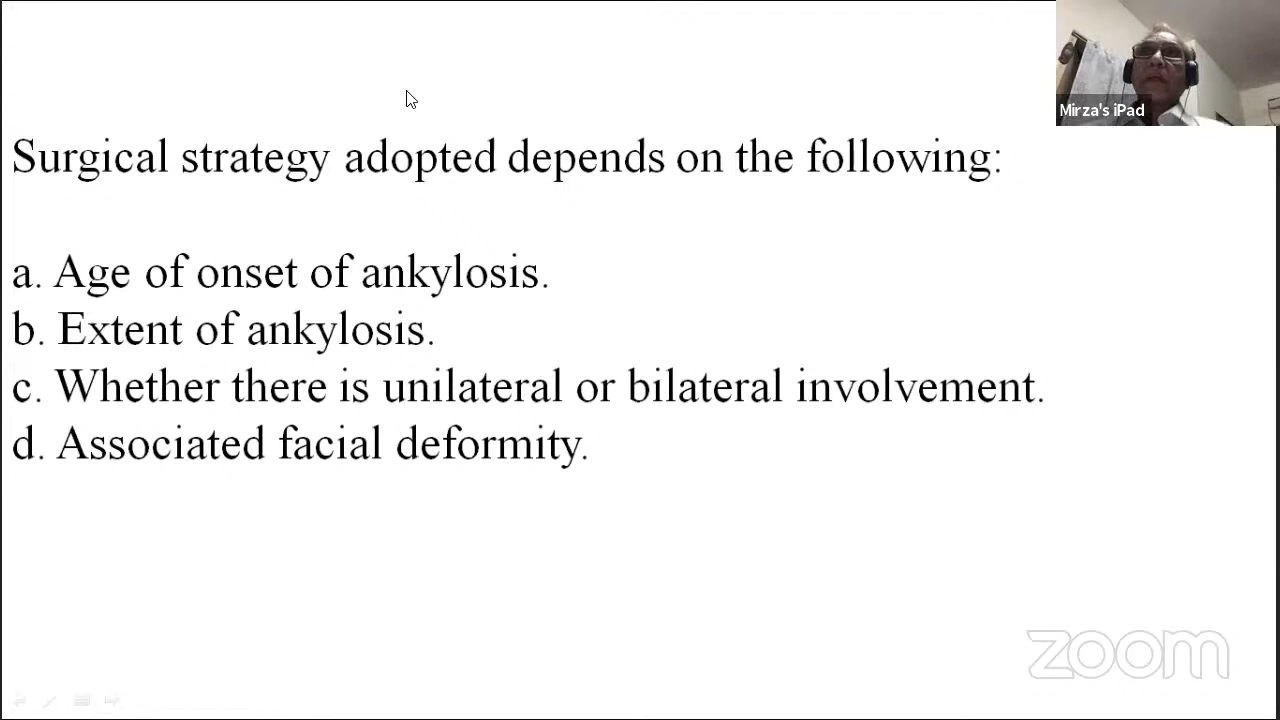 Mirza's iPad
Surgical strategy adopted depends on the following:
a. Age of onset of ankylosis.
b. Extent of ankylosis.
c. Whether there is unilateral or bilateral involvement.
d. Associated facial deformity.
zoom